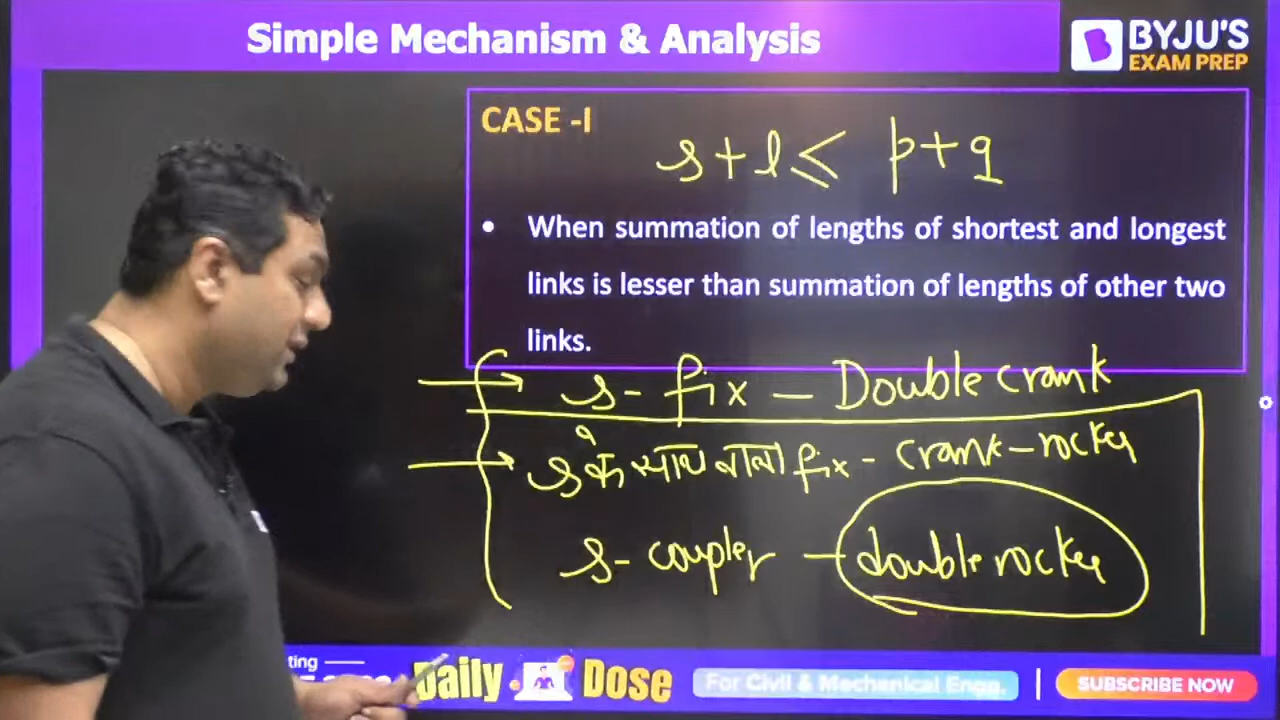 Simple Mechanism & Analysis
BYJU'S
EXAM PREP
CASE -I
s + l ≤ p + q
• When summation of lengths of shortest and longest
links is lesser than summation of lengths of other two
links.
s - fix – Double crank
s के साथ वाला fix - crank-rocker
s - coupler – double rocker
ting
Daily Dose
For Civil & Mechanical Engg.
SUBSCRIBE NOW